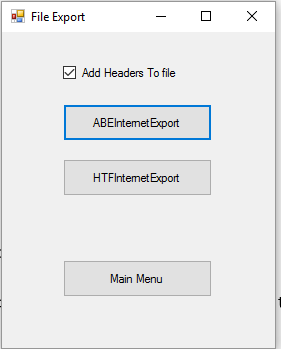 File Export
Add Headers To file
ABEInternetExport
HTFInternetExport
Main Menu
t